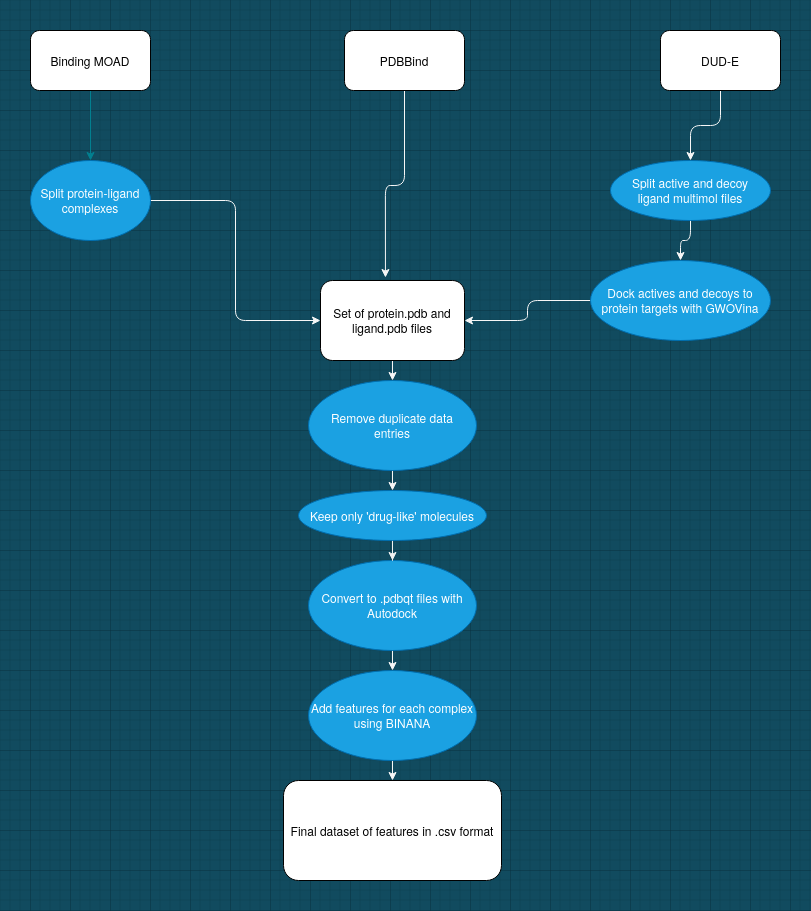 Binding MOAD
PDBBind
DUD-E
Split protein-ligand
complexes
Split active and decoy
ligand multimol files
Dock actives and decoys to
protein targets with GWOVina
Set of protein.pdb and
ligand.pdb files
Remove duplicate data
entries
Keep only 'drug-like' molecules
Convert to .pdbqt files with
Autodock
Add features for each complex
using BINANA
Final dataset of features in .csv format